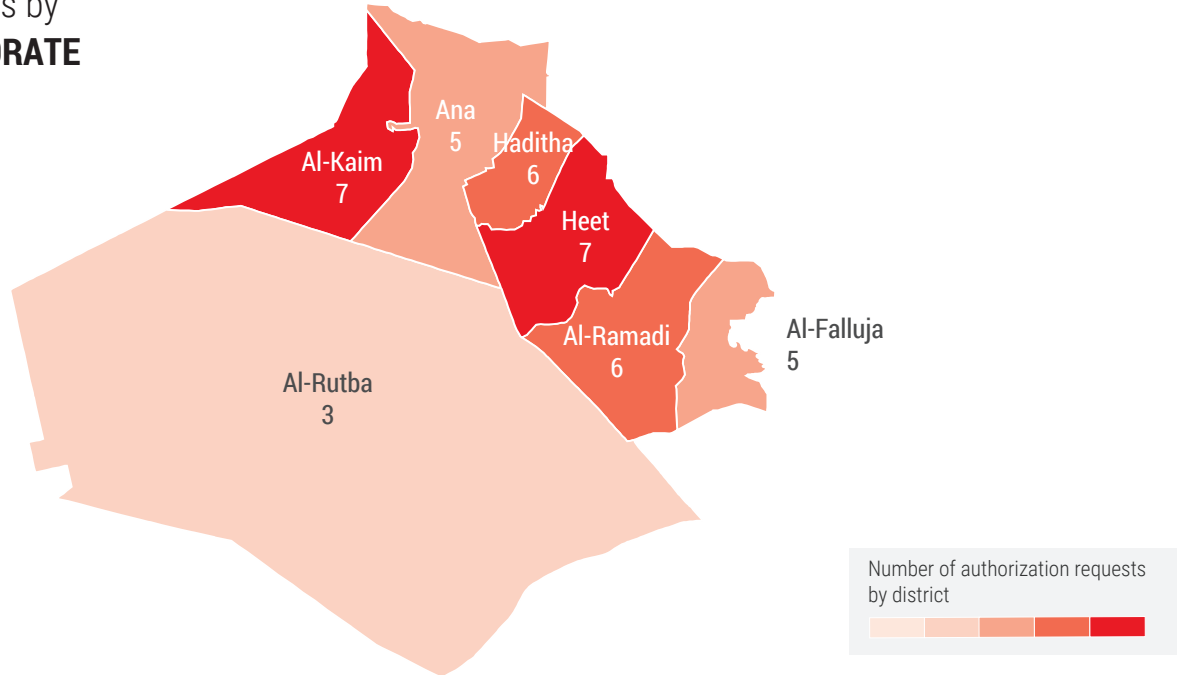 s by
ORATE
Ana
5
Haditha
6
Al-Kaim
7
Heet
7
Al-Ramadi
6
Al-Falluja
5
Al-Rutba
3
Number of authorization requests
by district